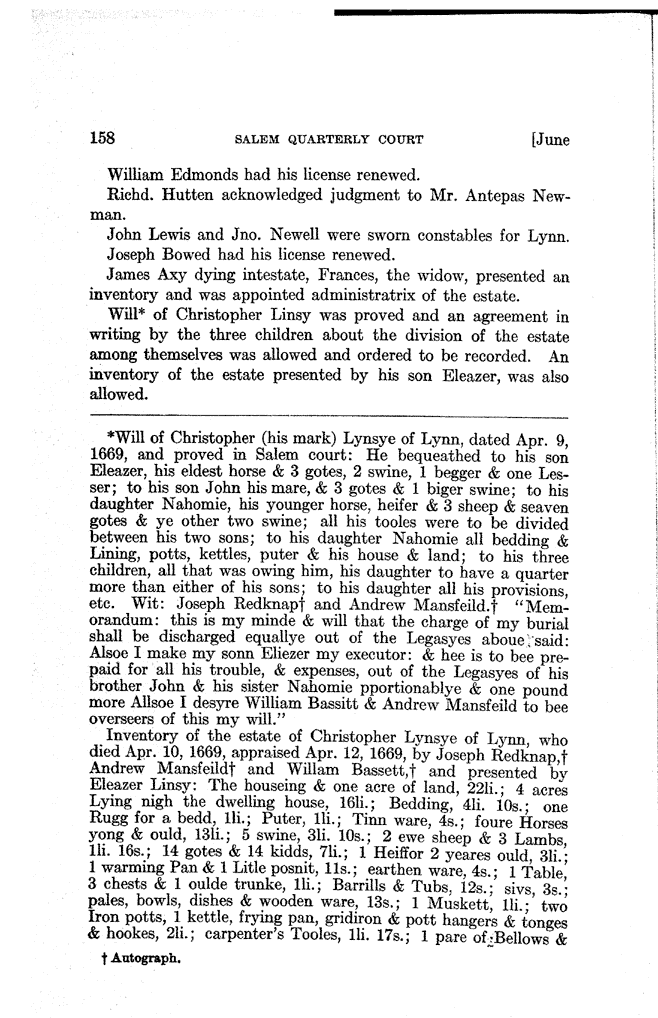 158 SALEM QUARTERLY COURT [June
William Edmonds had his license renewed.
Richd. Hutten acknowledged judgment to Mr. Antepas New-
man.
John Lewis and Jno. Newell were sworn constables for Lynn.
Joseph Bowed had his license renewed.
James Axy dying intestate, Frances, the widow, presented an
inventory and was appointed administratrix of the estate.
Will* of Christopher Linsy was proved and an agreement in
writing by the three children about the division of the estate
among themselves was allowed and ordered to be recorded. An
inventory of the estate presented by his son Eleazer, was also
allowed.
*Will of Christopher (his mark) Lynsye of Lynn, dated Apr. 9,
1669, and proved in Salem court: He bequeathed to his son
Eleazer, his eldest horse & 3 gotes, 2 swine, 1 begger & one Les-
ser; to his son John his mare, & 3 gotes & 1 biger swine; to his
daughter Nahomie, his younger horse, heifer & 3 sheep & seaven
gotes & ye other two swine; all his tooles were to be divided
between his two sons; to his daughter Nahomie all bedding &
Lining, potts, kettles, puter & his house & land; to his three
children, all that was owing him, his daughter to have a quarter
more than either of his sons; to his daughter all his provisions,
etc. Wit: Joseph Redknap† and Andrew Mansfeild.† "Mem-
orandum: this is my minde & will that the charge of my burial
shall be discharged equallye out of the Legasyes aboue said:
Alsoe I make my sonn Eliezer my executor: & hee is to bee pre-
paid for all his trouble, & expenses, out of the Legasyes of his
brother John & his sister Nahomie pportionablye & one pound
more Allsoe I desyre William Bassitt & Andrew Mansfeild to bee
overseers of this my will."
Inventory of the estate of Christopher Lynsye of Lynn, who
died Apr. 10, 1669, appraised Apr. 12, 1669, by Joseph Redknap,†
Andrew Mansfeild† and Willam Bassett,† and presented by
Eleazer Linsy: The houseing & one acre of land, 22li.; 4 acres
Lying nigh the dwelling house, 16li.; Bedding, 4li. 10s.; one
Rugg for a bedd, 1li.; Puter, 1li.; Tinn ware, 4s.; foure Horses
yong & ould, 13li.; 5 swine, 3li. 10s.; 2 ewe sheep & 3 Lambs,
1li. 16s.; 14 gotes & 14 kidds, 7li.; 1 Heiffor 2 yeares ould, 3li.;
1 warming Pan & 1 Litle posnit, 11s.; earthen ware, 4s.; 1 Table,
3 chests & 1 oulde trunke, 1li.; Barrills & Tubs, 12s.; sivs, 3s.;
pales, bowls, dishes & wooden ware, 13s.; 1 Muskett, 1li.; two
Iron potts, 1 kettle, frying pan, gridiron & pott hangers & tonges
& hookes, 2li.; carpenter's Tooles, 1li. 17s.; 1 pare of Bellows &
† Autograph.